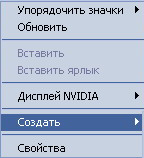 Упорядочить значки
Обновить
Вставить
Вставить ярлык
Дисплей NVIDIA
Создать
Свойства